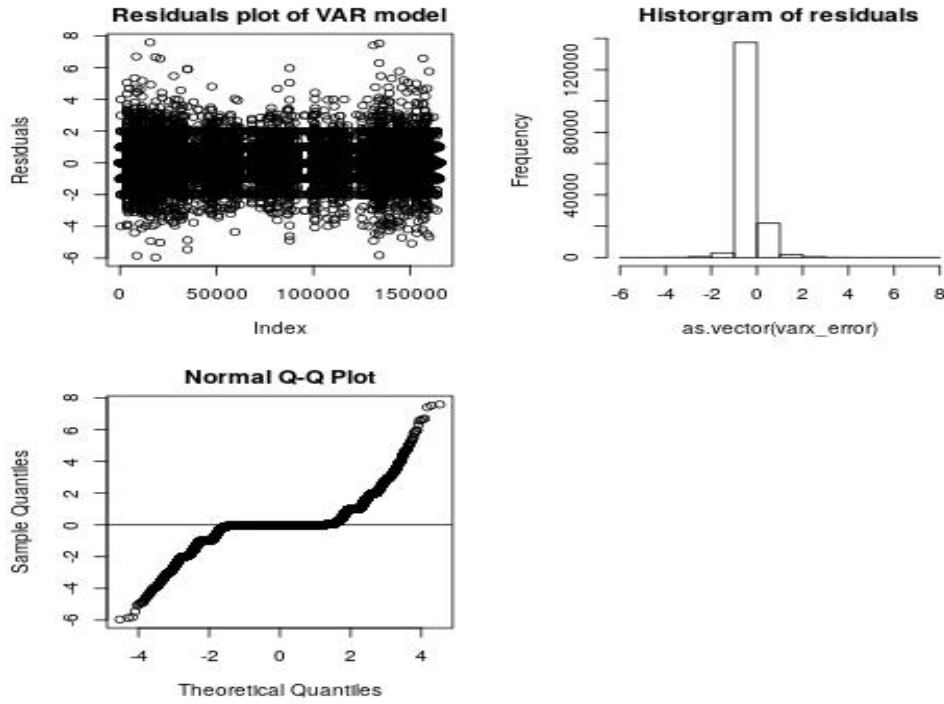 Residuals plot of VAR model
Residuals
8
6
4
2
0
-2
-4
-6
0 50000 100000 150000
Index
Historgram of residuals
Frequency
120000
80000
40000
0
-6 -4 -2 0 2 4 6 8
as.vector(varx_error)
Normal Q-Q Plot
Sample Quantiles
8
6
4
2
0
-2
-4
-6
-4 -2 0 2 4
Theoretical Quantiles